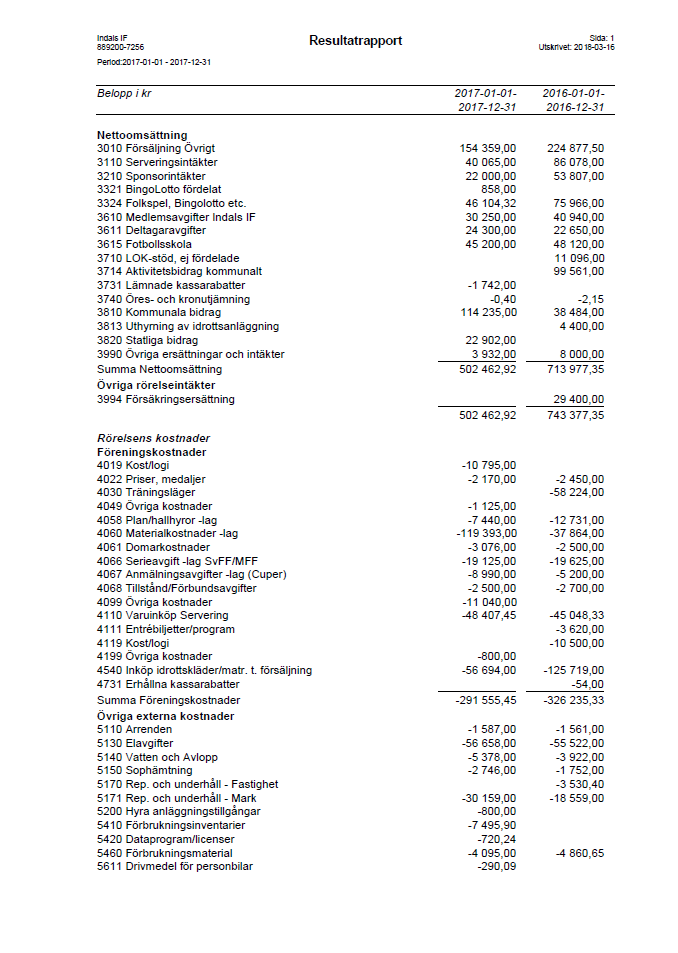 Indals IF Resultatrapport Sida: 1
889200-7256 Utskrivet: 2018-03-16
Period:2017-01-01 - 2017-12-31
Belopp i kr 2017-01-01- 2016-01-01-
2017-12-31 2016-12-31
Nettoomsättning
3010 Försäljning Övrigt 154 359,00 224 877,50
3110 Serveringsintäkter 40 065,00 86 078,00
3210 Sponsorintäkter 22 000,00 53 807,00
3321 BingoLotto fördelat 858,00
3324 Folkspel, Bingolotto etc. 46 104,32 75 966,00
3610 Medlemsavgifter Indals IF 30 250,00 40 940,00
3611 Deltagaravgifter 24 300,00 22 650,00
3615 Fotbollsskola 45 200,00 48 120,00
3710 LOK-stöd, ej fördelade 11 096,00
3714 Aktivitetsbidrag kommunalt 99 561,00
3731 Lämnade kassarabatter -1 742,00
3740 Öres- och kronutjämning -0,40 -2,15
3810 Kommunala bidrag 114 235,00 38 484,00
3813 Uthyrning av idrottsanläggning 4 400,00
3820 Statliga bidrag 22 902,00
3990 Övriga ersättningar och intäkter 3 932,00 8 000,00
Summa Nettoomsättning 502 462,92 713 977,35
Övriga rörelseintäkter
3994 Försäkringsersättning 29 400,00
502 462,92 743 377,35
Rörelsens kostnader
Föreningskostnader
4019 Kost/logi -10 795,00
4022 Priser, medaljer -2 170,00 -2 450,00
4030 Träningsläger -58 224,00
4049 Övriga kostnader -1 125,00
4058 Plan/hallhyror -lag -7 440,00 -12 731,00
4060 Materialkostnader -lag -119 393,00 -37 864,00
4061 Domarkostnader -3 076,00 -2 500,00
4066 Serieavgift -lag SvFF/MFF -19 125,00 -19 625,00
4067 Anmälningsavgifter -lag (Cuper) -8 990,00 -5 200,00
4068 Tillstånd/Förbundsavgifter -2 500,00 -2 700,00
4099 Övriga kostnader -11 040,00
4110 Varuinköp Servering -48 407,45 -45 048,33
4111 Entrébiljetter/program -3 620,00
4119 Kost/logi -10 500,00
4199 Övriga kostnader -800,00
4540 Inköp idrottskläder/matr. t. försäljning -56 694,00 -125 719,00
4731 Erhållna kassarabatter -54,00
Summa Föreningskostnader -291 555,45 -326 235,33
Övriga externa kostnader
5110 Arrenden -1 587,00 -1 561,00
5130 Elavgifter -56 658,00 -55 522,00
5140 Vatten och Avlopp -5 378,00 -3 922,00
5150 Sophämtning -2 746,00 -1 752,00
5170 Rep. och underhåll - Fastighet -3 530,40
5171 Rep. och underhåll - Mark -30 159,00 -18 559,00
5200 Hyra anläggningstillgångar -800,00
5410 Förbrukningsinventarier -7 495,90
5420 Dataprogram/licenser -720,24
5460 Förbrukningsmaterial -4 095,00 -4 860,65
5611 Drivmedel för personbilar -290,09